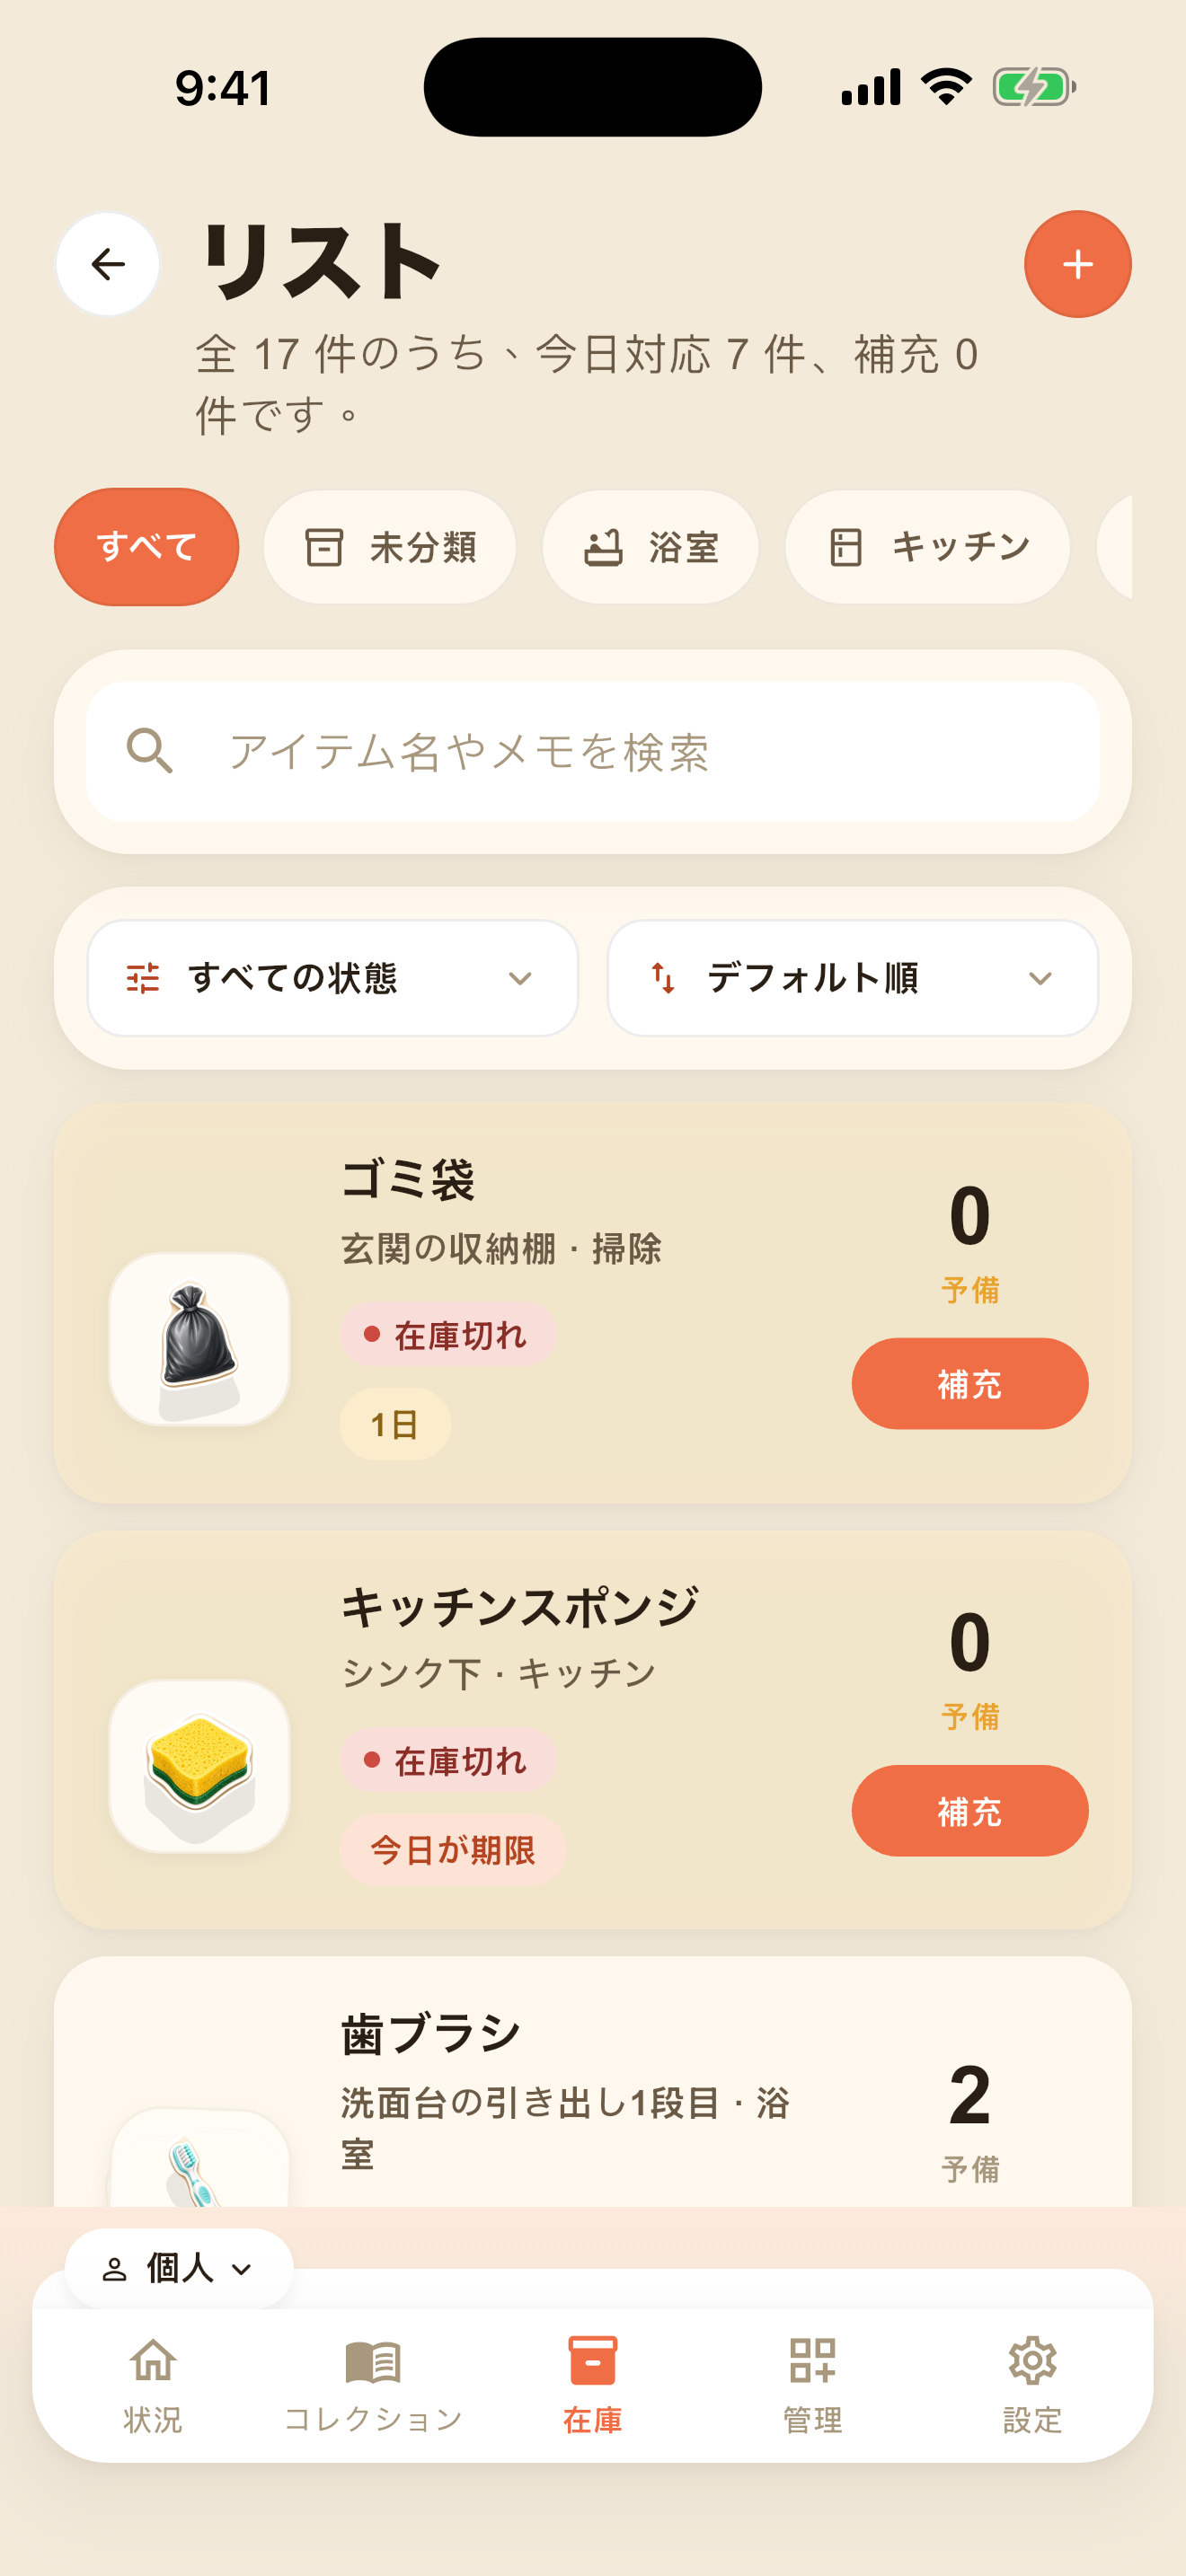 9:41
リスト
全 17 件のうち、今日対応 7 件、補充 0
件です。
すべて
未分類
浴室
キッチン
アイテム名やメモを検索
すべての状態
デフォルト順
ゴミ袋
玄関の収納棚 · 掃除
在庫切れ
1日
0
予備
補充
キッチンスポンジ
シンク下 · キッチン
在庫切れ
今日が期限
0
予備
補充
歯ブラシ
洗面台の引き出し1段目 · 浴
室
2
予備
個人
状況
コレクション
在庫
管理
設定